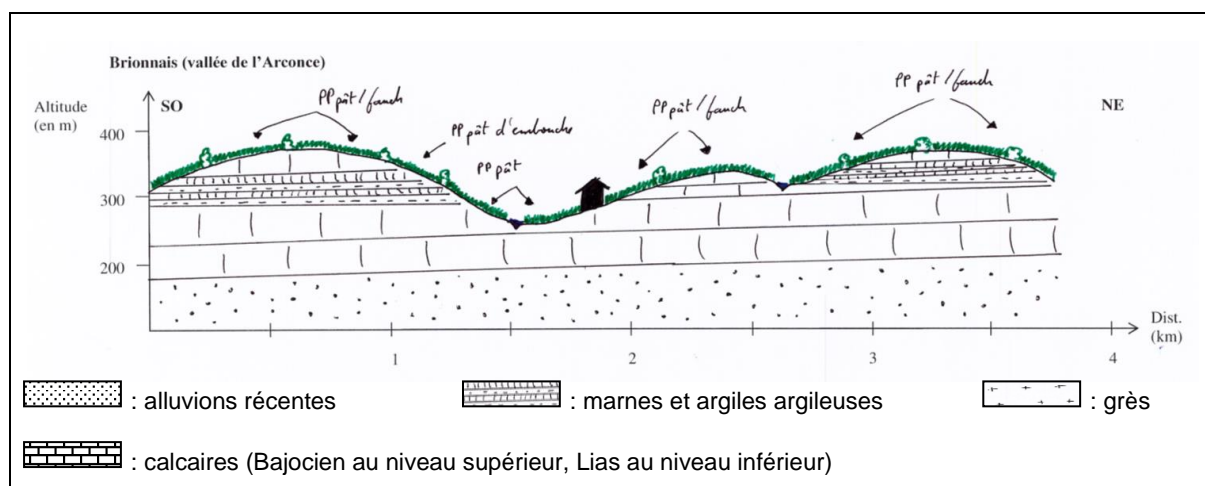 Brionnais (vallée de l'Arconce)
Altitude
(en m)
SO
NE
PP pât/fauch
PP pât d'embouche
PP pât
PP pât/fauch
PP pât/fauch
400
300
200
1
2
3
4
Dist.
(km)
: alluvions récentes
: marnes et argiles argileuses
: grès
: calcaires (Bajocien au niveau supérieur, Lias au niveau inférieur)